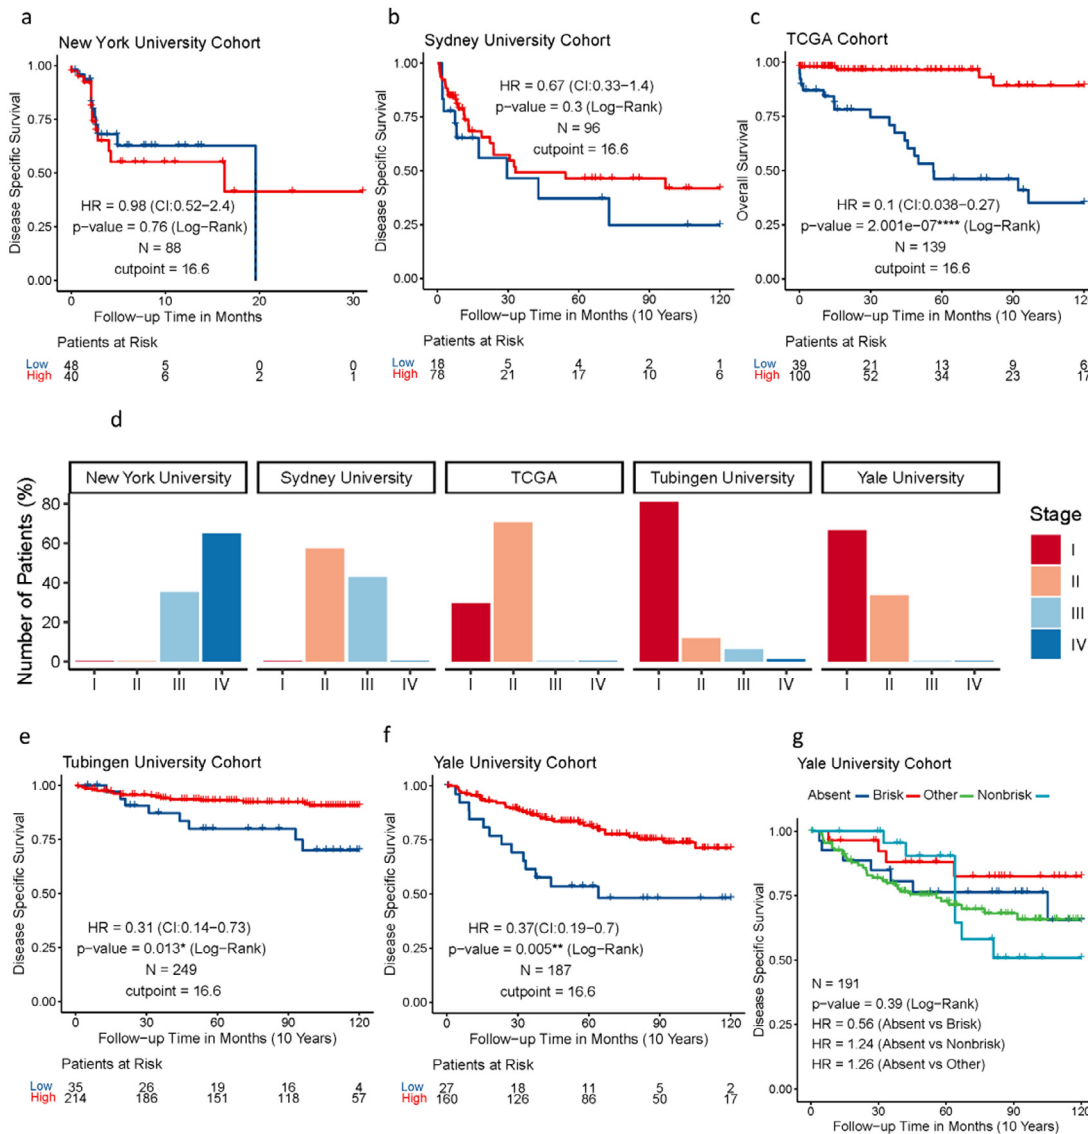 a
New York University Cohort
Disease Specific Survival
1.00
0.75
0.50
0.25
0.00
HR = 0.98 (CI:0.52−2.4)
p−value = 0.76 (Log−Rank)
N = 88
cutpoint = 16.6
0 10 20 30
Follow−up Time in Months
Patients at Risk
Low 48 5 0 0
High 40 6 2 1
b
Sydney University Cohort
Disease Specific Survival
1.00
0.75
0.50
0.25
0.00
HR = 0.67 (CI:0.33−1.4)
p−value = 0.3 (Log−Rank)
N = 96
cutpoint = 16.6
0 30 60 90 120
Follow−up Time in Months (10 Years)
Patients at Risk
Low 18 5 4 2 1
High 78 21 17 10 6
c
TCGA Cohort
Overall Survival
1.00
0.75
0.50
0.25
0.00
HR = 0.1 (CI:0.038−0.27)
p−value = 2.001e−07**** (Log−Rank)
N = 139
cutpoint = 16.6
0 30 60 90 120
Follow−up Time in Months (10 Years)
Patients at Risk
Low 39 21 13 9 6
High 100 52 34 23 17
d
New York University Sydney University TCGA Tubingen University Yale University
Number of Patients (%)
80
60
40
20
0
I II III IV I II III IV I II III IV I II III IV I II III IV
Stage
I
II
III
IV
e
Tubingen University Cohort
Disease Specific Survival
1.00
0.75
0.50
0.25
0.00
HR = 0.31 (CI:0.14−0.73)
p−value = 0.013* (Log−Rank)
N = 249
cutpoint = 16.6
0 30 60 90 120
Follow−up Time in Months (10 Years)
Patients at Risk
Low 35 26 19 16 4
High 214 186 151 118 57
f
Yale University Cohort
Disease Specific Survival
1.00
0.75
0.50
0.25
0.00
HR = 0.37(CI:0.19−0.7)
p−value = 0.005** (Log−Rank)
N = 187
cutpoint = 16.6
0 30 60 90 120
Follow−up Time in Months (10 Years)
Patients at Risk
Low 27 18 11 5 2
High 160 126 86 50 17
g
Yale University Cohort
Absent Brisk Other Nonbrisk
Disease Specific Survival
1.00
0.75
0.50
0.25
0.00
N = 191
p−value = 0.39 (Log−Rank)
HR = 0.56 (Absent vs Brisk)
HR = 1.24 (Absent vs Nonbrisk)
HR = 1.26 (Absent vs Other)
0 30 60 90 120
Follow−up Time in Months (10 Years)